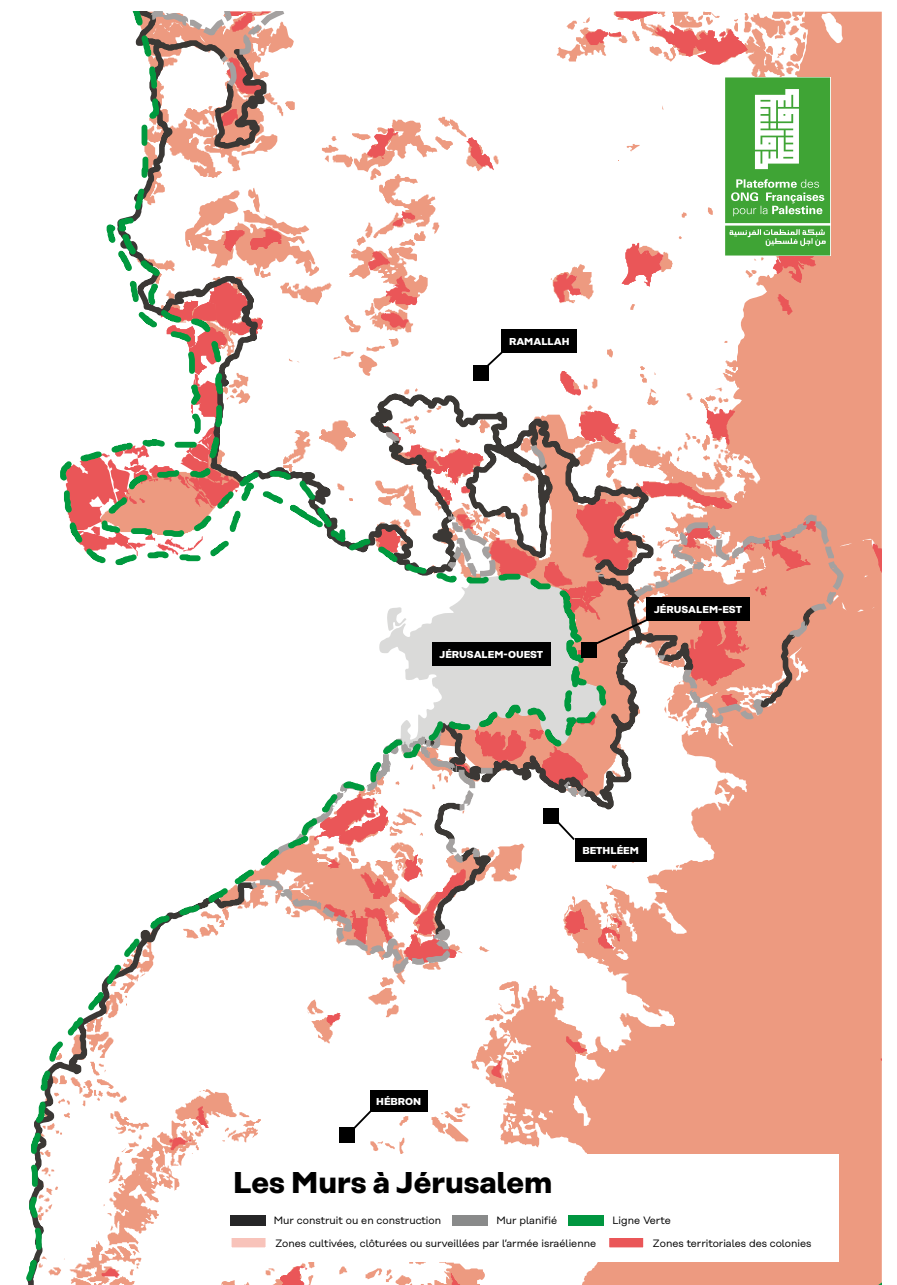 Plateforme des
ONG Françaises
pour la Palestine
شبكة المنظمات الفرنسية
من اجل فلسطين
RAMALLAH
JÉRUSALEM-EST
JÉRUSALEM-OUEST
BETHLÉEM
HÉBRON
Les Murs à Jérusalem
Mur construit ou en construction Mur planifié Ligne Verte
Zones cultivées, clôturées ou surveillées par l'armée israélienne Zones territoriales des colonies